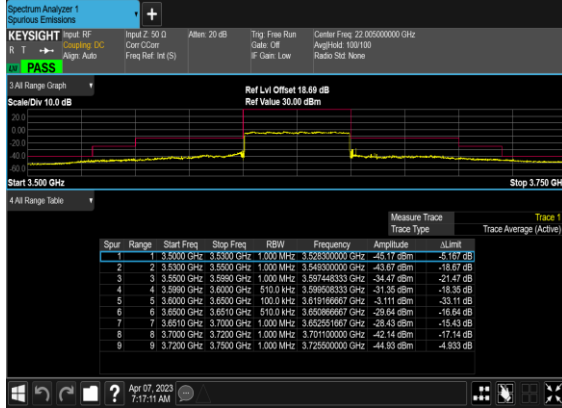 Spectrum Analyzer 1
Spurious Emissions
+
KEYSIGHT Input: RF Input Z: 50 Ω Atten: 20 dB Trig: Free Run Center Freq: 22.005000000 GHz
R T Coupling: DC Corr CCorr Gate: Off Avg|Hold: 100/100
Align: Auto Freq Ref: Int (S) IF Gain: Low Radio Std: None
PASS
3 All Range Graph
Ref Lvl Offset 18.69 dB
Scale/Div 10.0 dB Ref Value 30.00 dBm
20.0
0.00
-20.0
-40.0
-60.0
Start 3.500 GHz Stop 3.750 GH
4 All Range Table
Measure Trace Trace 1
Trace Type Trace Average (Active)
Spur Range Start Freq Stop Freq RBW Frequency Amplitude ΔLimit
1 1 3.5000 GHz 3.5300 GHz 1.000 MHz 3.528300000 GHz -45.17 dBm -5.167 dB
2 2 3.5300 GHz 3.5500 GHz 1.000 MHz 3.549300000 GHz -43.67 dBm -18.67 dB
3 3 3.5500 GHz 3.5990 GHz 1.000 MHz 3.597448333 GHz -34.47 dBm -21.47 dB
4 4 3.5990 GHz 3.6000 GHz 510.0 kHz 3.599508333 GHz -31.35 dBm -18.35 dB
5 5 3.6000 GHz 3.6500 GHz 100.0 kHz 3.619166667 GHz -3.111 dBm -33.11 dB
6 6 3.6500 GHz 3.6510 GHz 510.0 kHz 3.650866667 GHz -29.64 dBm -16.64 dB
7 7 3.6510 GHz 3.7000 GHz 1.000 MHz 3.652551667 GHz -28.43 dBm -15.43 dB
8 8 3.7000 GHz 3.7200 GHz 1.000 MHz 3.701100000 GHz -42.14 dBm -17.14 dB
9 9 3.7200 GHz 3.7500 GHz 1.000 MHz 3.725500000 GHz -44.93 dBm -4.933 dB
? Apr 07, 2023
7:17:11 AM